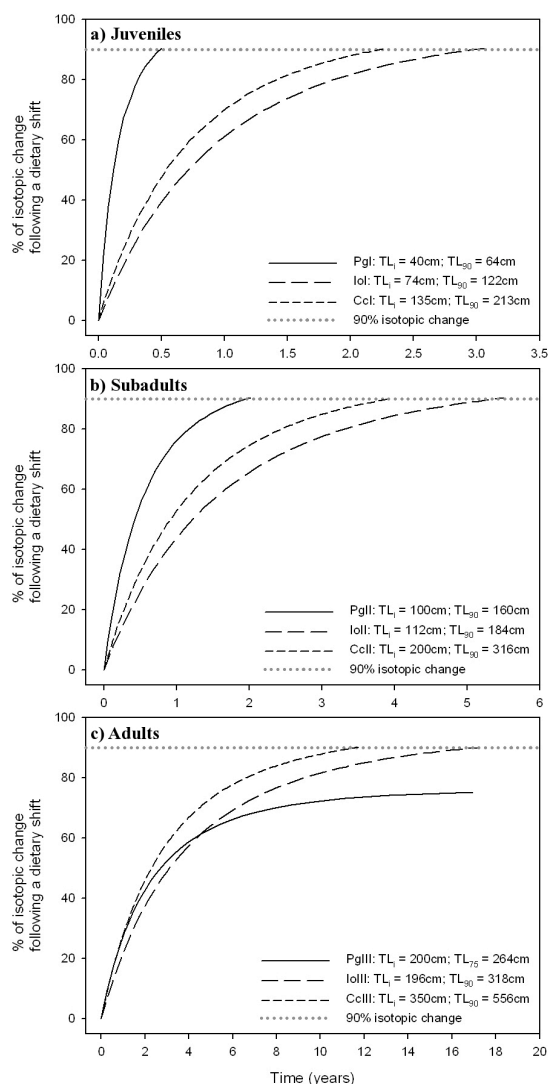 a) Juveniles
% of isotopic change
following a dietary shift
100
80
60
40
20
0
PgI: TLi = 40cm; TL90 = 64cm
IoI: TLi = 74cm; TL90 = 122cm
CcI: TLi = 135cm; TL90 = 213cm
90% isotopic change
0.0 0.5 1.0 1.5 2.0 2.5 3.0 3.5
b) Subadults
% of isotopic change
following a dietary shift
100
80
60
40
20
0
PgII: TLi = 100cm; TL90 = 160cm
IoII: TLi = 112cm; TL90 = 184cm
CcII: TLi = 200cm; TL90 = 316cm
90% isotopic change
0 1 2 3 4 5 6
c) Adults
% of isotopic change
following a dietary shift
100
80
60
40
20
0
PgIII: TLi = 200cm; TL75 = 264cm
IoIII: TLi = 196cm; TL90 = 318cm
CcIII: TLi = 350cm; TL90 = 556cm
90% isotopic change
0 2 4 6 8 10 12 14 16 18 20
Time (years)